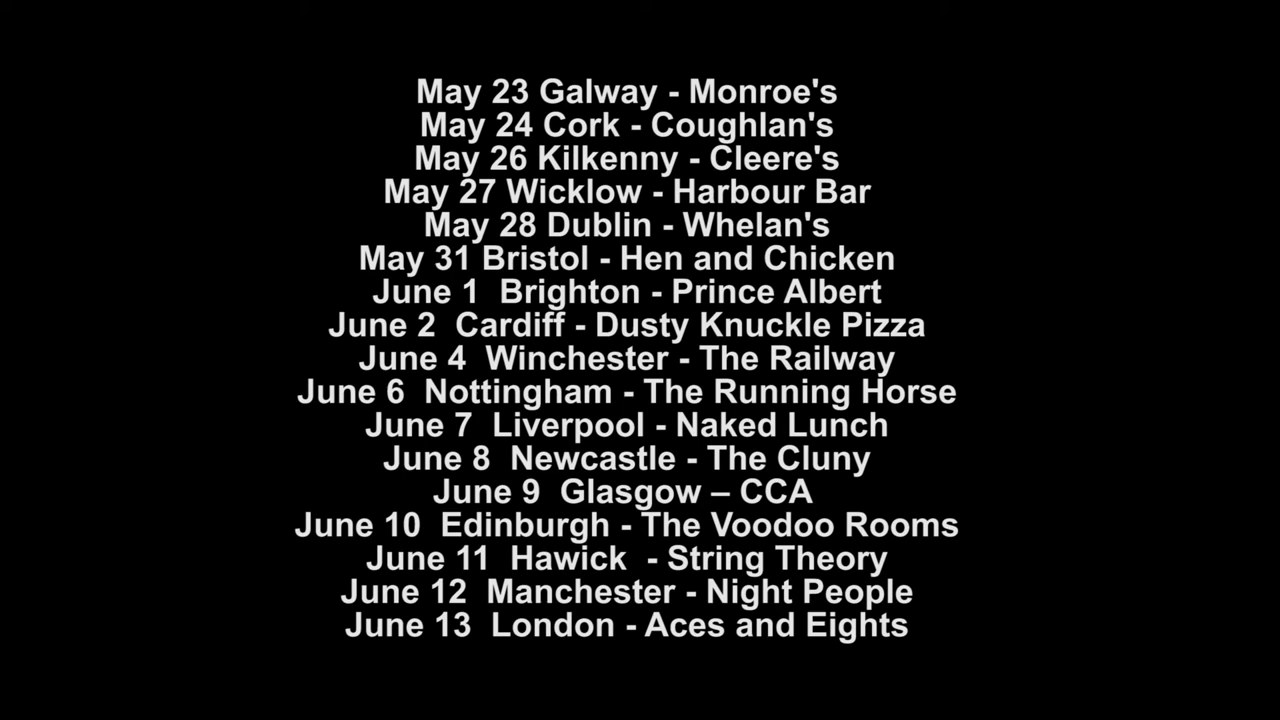 May 23 Galway - Monroe's
May 24 Cork - Coughlan's
May 26 Kilkenny - Cleere's
May 27 Wicklow - Harbour Bar
May 28 Dublin - Whelan's
May 31 Bristol - Hen and Chicken
June 1  Brighton - Prince Albert
June 2  Cardiff - Dusty Knuckle Pizza
June 4  Winchester - The Railway
June 6  Nottingham - The Running Horse
June 7  Liverpool - Naked Lunch
June 8  Newcastle - The Cluny
June 9  Glasgow – CCA
June 10  Edinburgh - The Voodoo Rooms
June 11  Hawick  - String Theory
June 12  Manchester - Night People
June 13  London - Aces and Eights